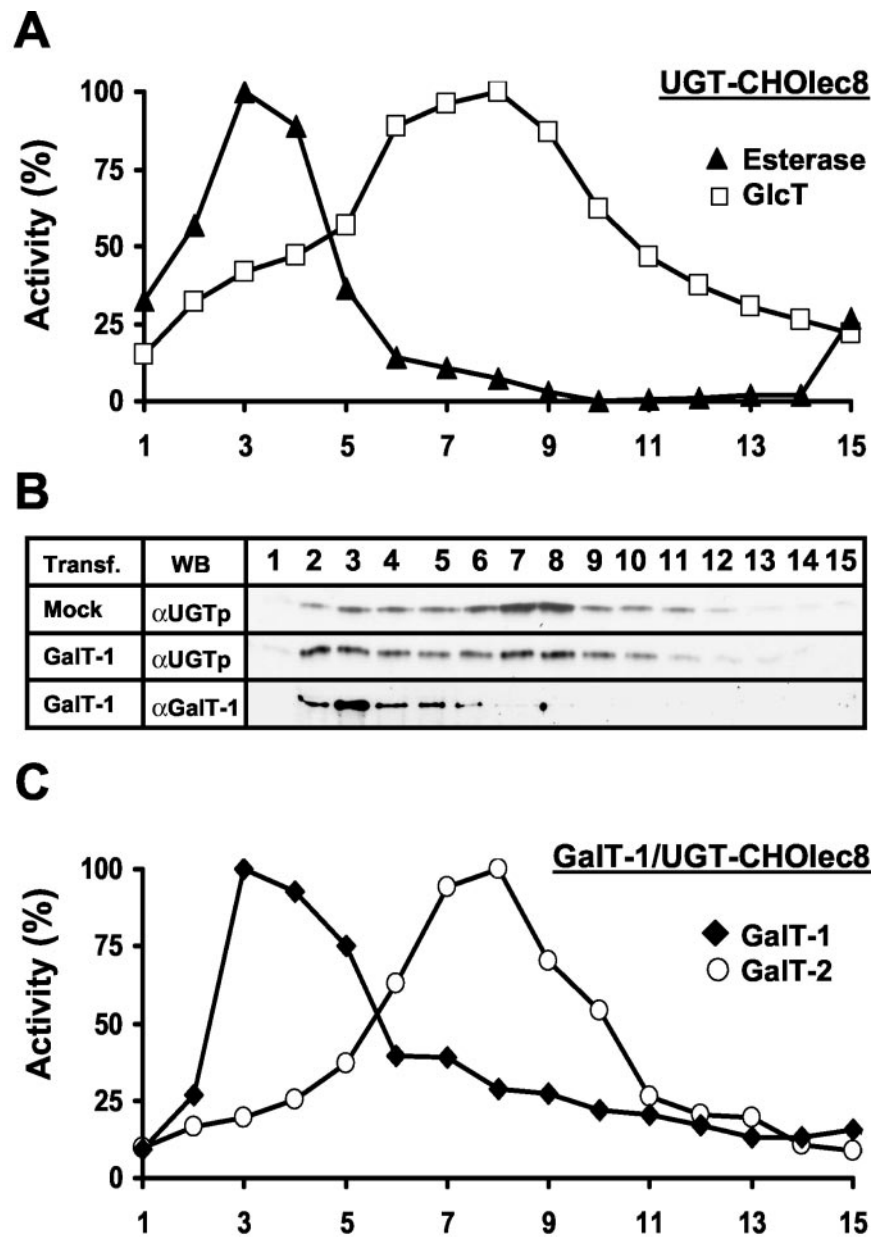 A
UGT-CHOlec8
Activity (%)
100
75
50
25
0
Esterase
GlcT
1 3 5 7 9 11 13 15
B
Transf. WB 1 2 3 4 5 6 7 8 9 10 11 12 13 14 15
Mock αUGTp
GalT-1 αUGTp
GalT-1 αGalT-1
C
GalT-1/UGT-CHOlec8
Activity (%)
100
75
50
25
0
GalT-1
GalT-2
1 3 5 7 9 11 13 15